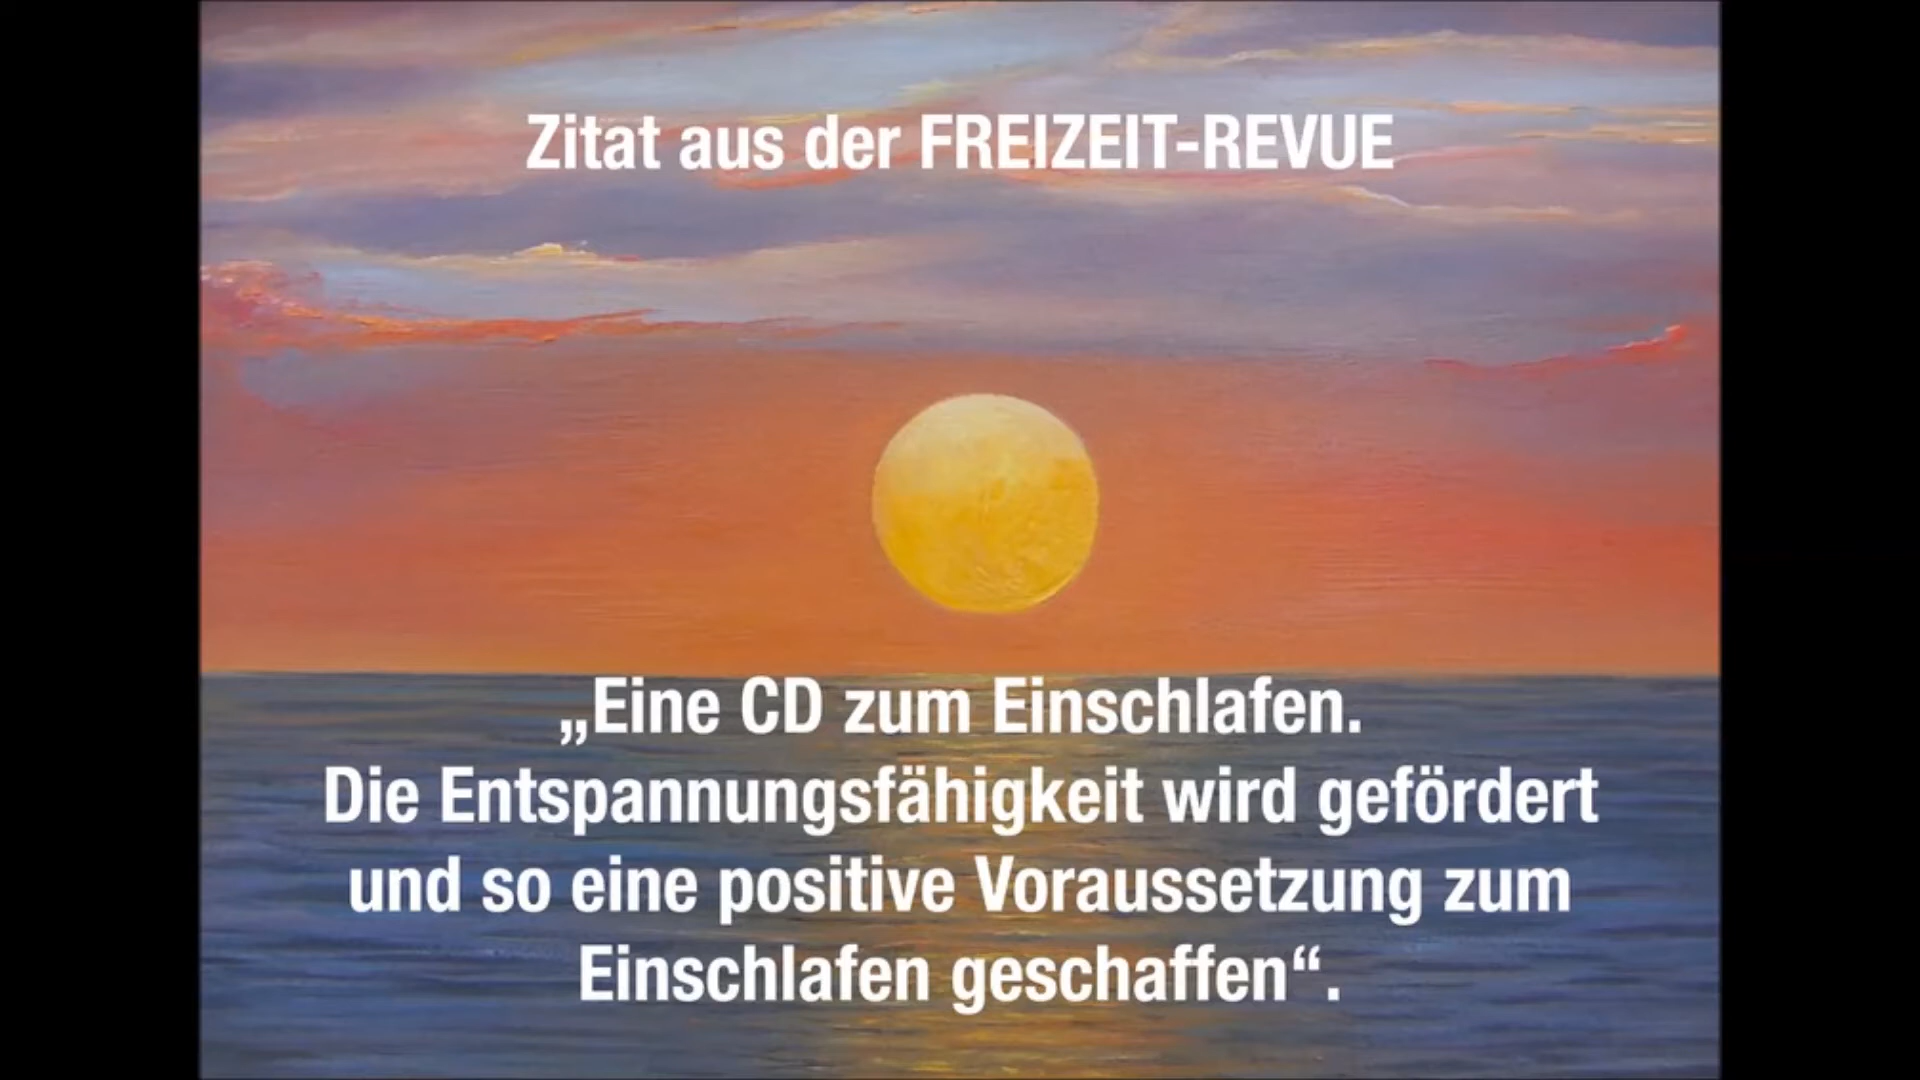 Zitat aus der FREIZEIT-REVUE
„Eine CD zum Einschlafen.
Die Entspannungsfähigkeit wird gefördert
und so eine positive Voraussetzung zum
Einschlafen geschaffen“.